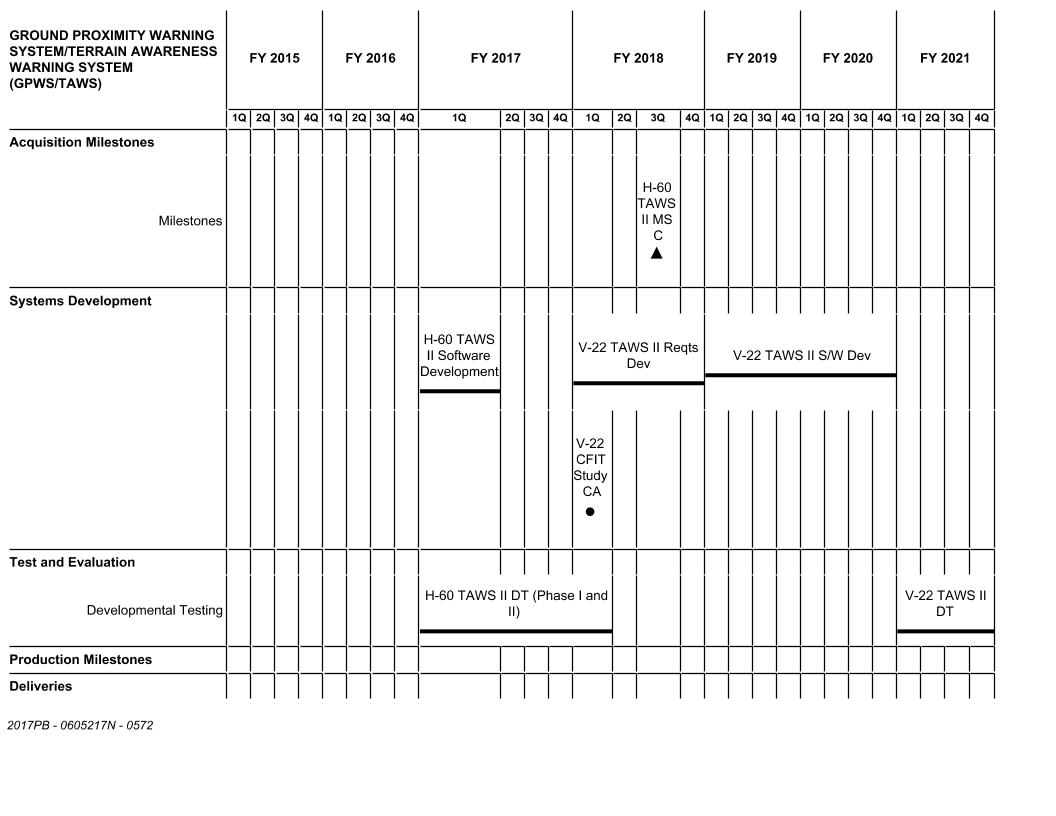 GROUND PROXIMITY WARNING
SYSTEM/TERRAIN AWARENESS
WARNING SYSTEM
(GPWS/TAWS)
FY 2015 FY 2016 FY 2017 FY 2018 FY 2019 FY 2020 FY 2021
1Q 2Q 3Q 4Q 1Q 2Q 3Q 4Q 1Q 2Q 3Q 4Q 1Q 2Q 3Q 4Q 1Q 2Q 3Q 4Q 1Q 2Q 3Q 4Q 1Q 2Q 3Q 4Q
Acquisition Milestones
Milestones
H-60
TAWS
II MS
C
Systems Development
H-60 TAWS
II Software
Development
V-22 TAWS II Reqts
Dev
V-22 TAWS II S/W Dev
V-22
CFIT
Study
CA
Test and Evaluation
Developmental Testing
H-60 TAWS II DT (Phase I and
II)
V-22 TAWS II
DT
Production Milestones
Deliveries
2017PB - 0605217N - 0572